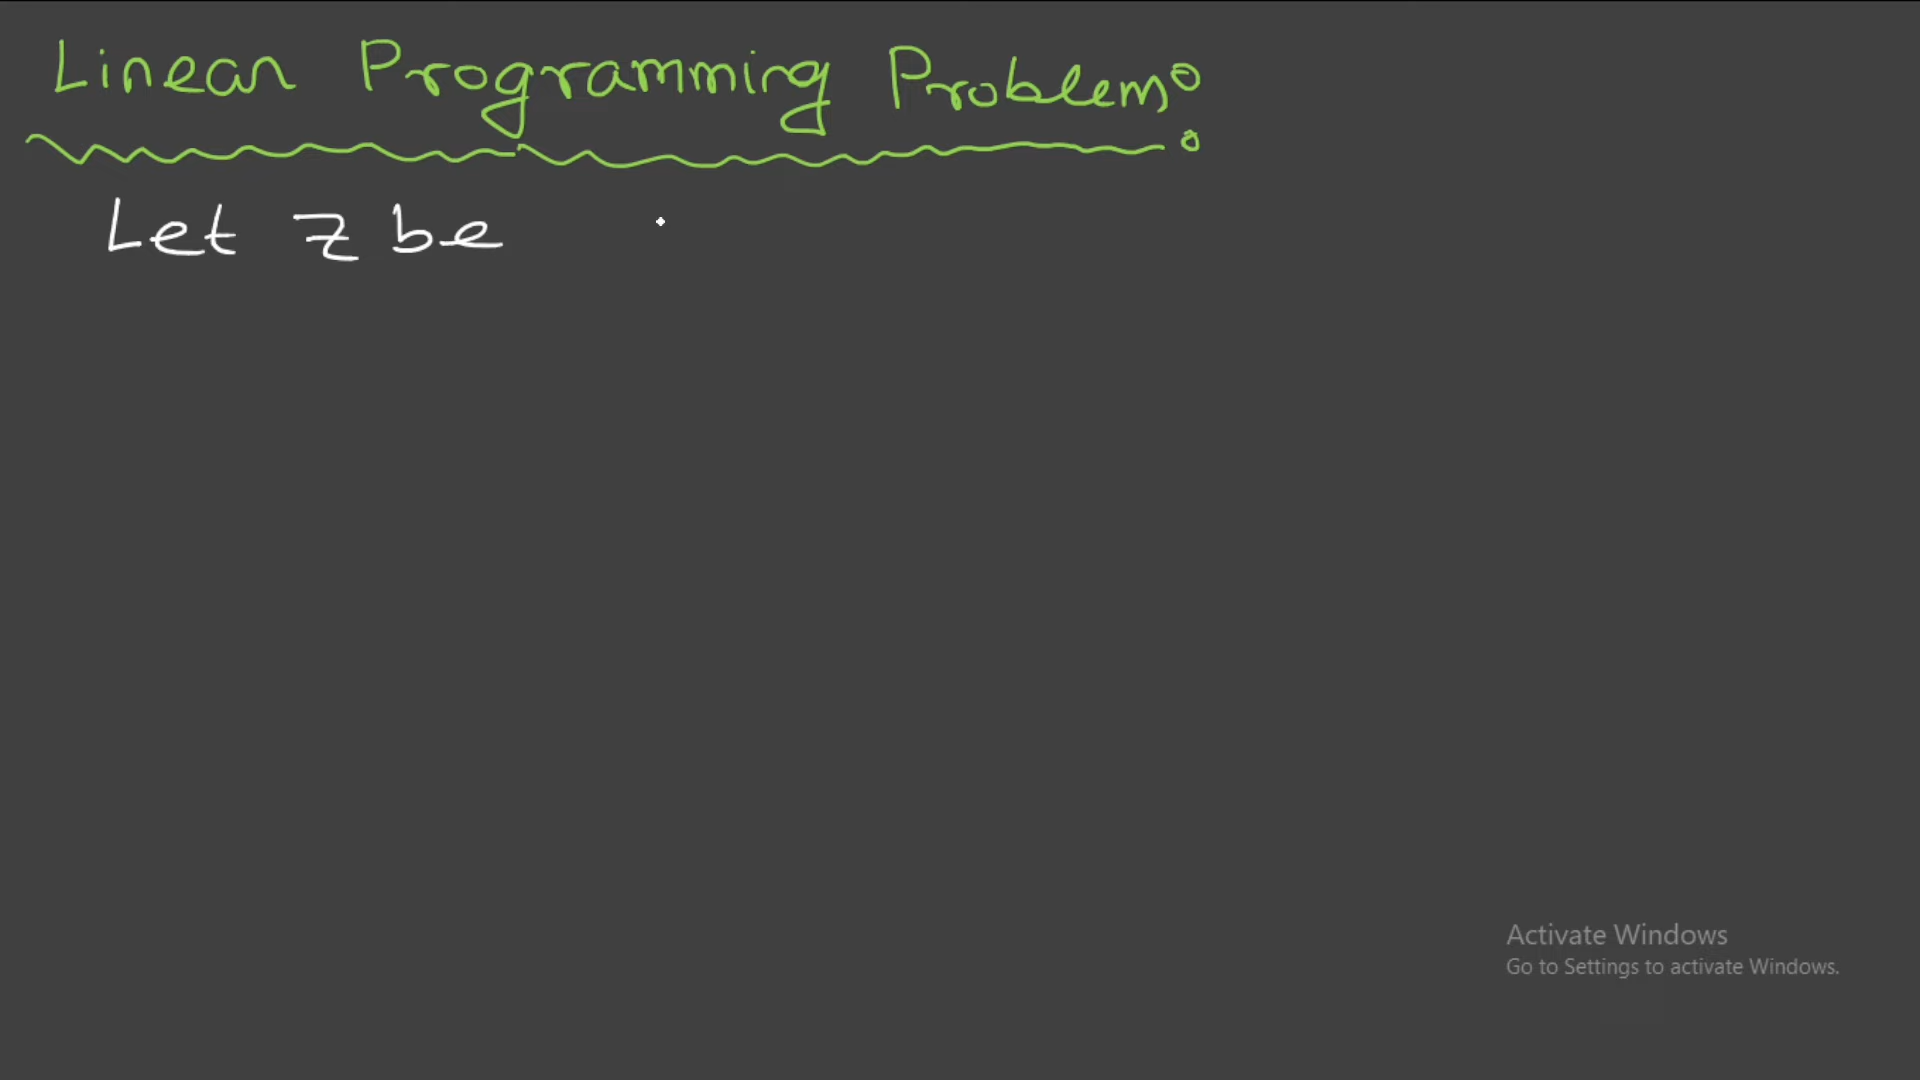 Linear Programming Problem:
Let Z be
Activate Windows
Go to Settings to activate Windows.